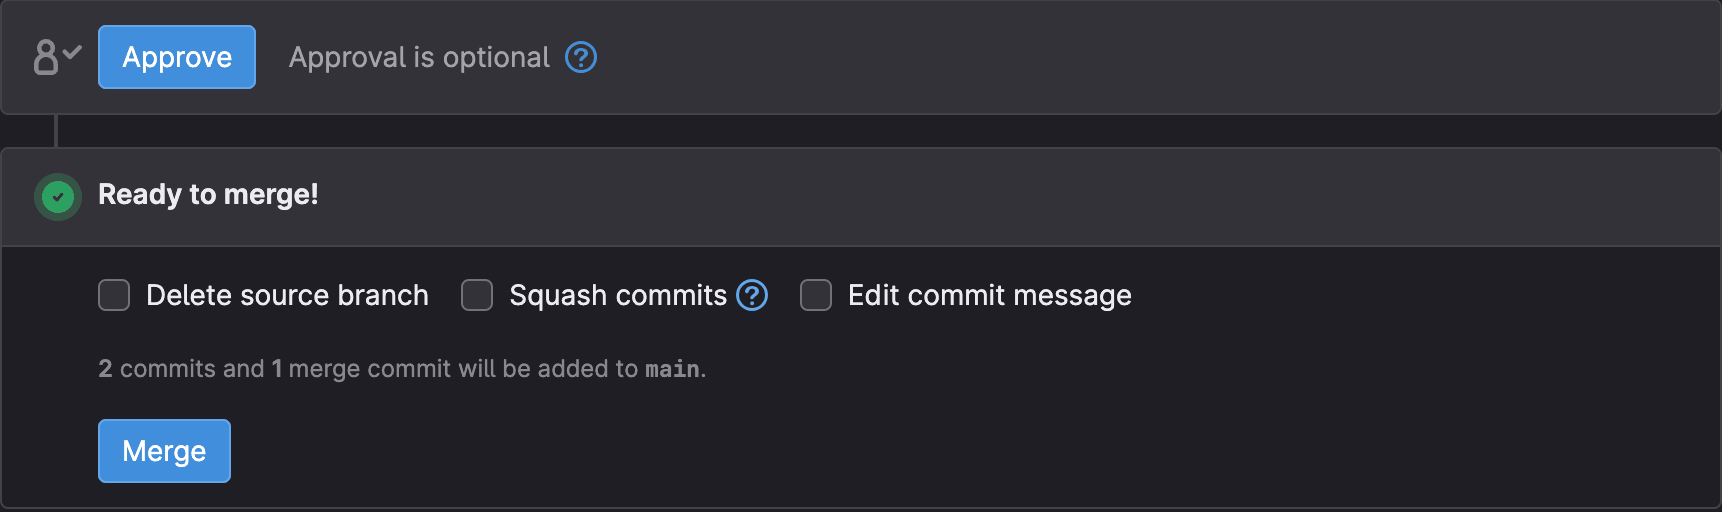 Approve Approval is optional ?
Ready to merge!
Delete source branch Squash commits ? Edit commit message
2 commits and 1 merge commit will be added to main.
Merge